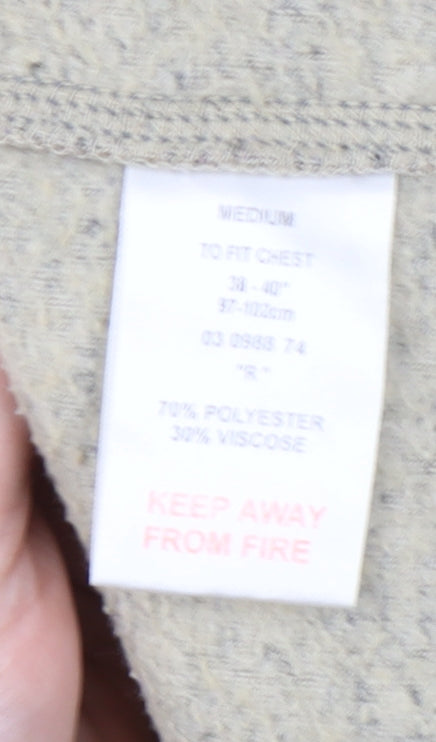 MEDIUM
TO FIT CHEST
38 - 40"
97-102cm
03 0988 74
"R"
70% POLYESTER
30% VISCOSE
KEEP AWAY
FROM FIRE